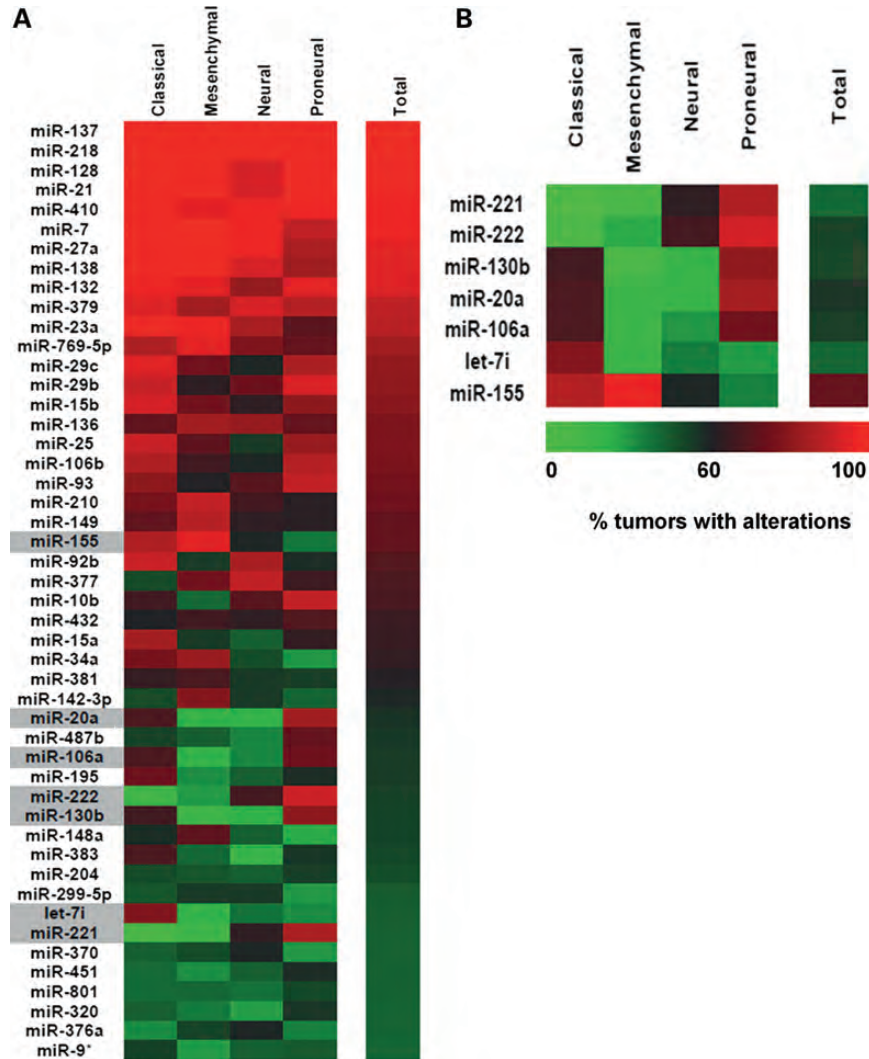 A
Classical
Mesenchymal
Neural
Proneural
Total
miR-137
miR-218
miR-128
miR-21
miR-410
miR-7
miR-27a
miR-138
miR-132
miR-379
miR-23a
miR-769-5p
miR-29c
miR-29b
miR-15b
miR-136
miR-25
miR-106b
miR-93
miR-210
miR-149
miR-155
miR-92b
miR-377
miR-10b
miR-432
miR-15a
miR-34a
miR-381
miR-142-3p
miR-20a
miR-487b
miR-106a
miR-195
miR-222
miR-130b
miR-148a
miR-383
miR-204
miR-299-5p
let-7i
miR-221
miR-370
miR-451
miR-801
miR-320
miR-376a
miR-9*
B
Classical
Mesenchymal
Neural
Proneural
Total
miR-221
miR-222
miR-130b
miR-20a
miR-106a
let-7i
miR-155
0 60 100
% tumors with alterations